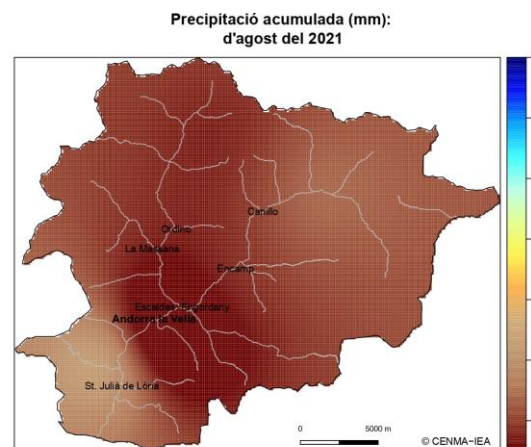 Precipitació acumulada (mm):
d'agost del 2021
Canillo
Ordino
La Massana
Encamp
Escaldes-Engordany
Andorra la Vella
St. Julià de Lòria
0 5000 m
© CENMA-IEA